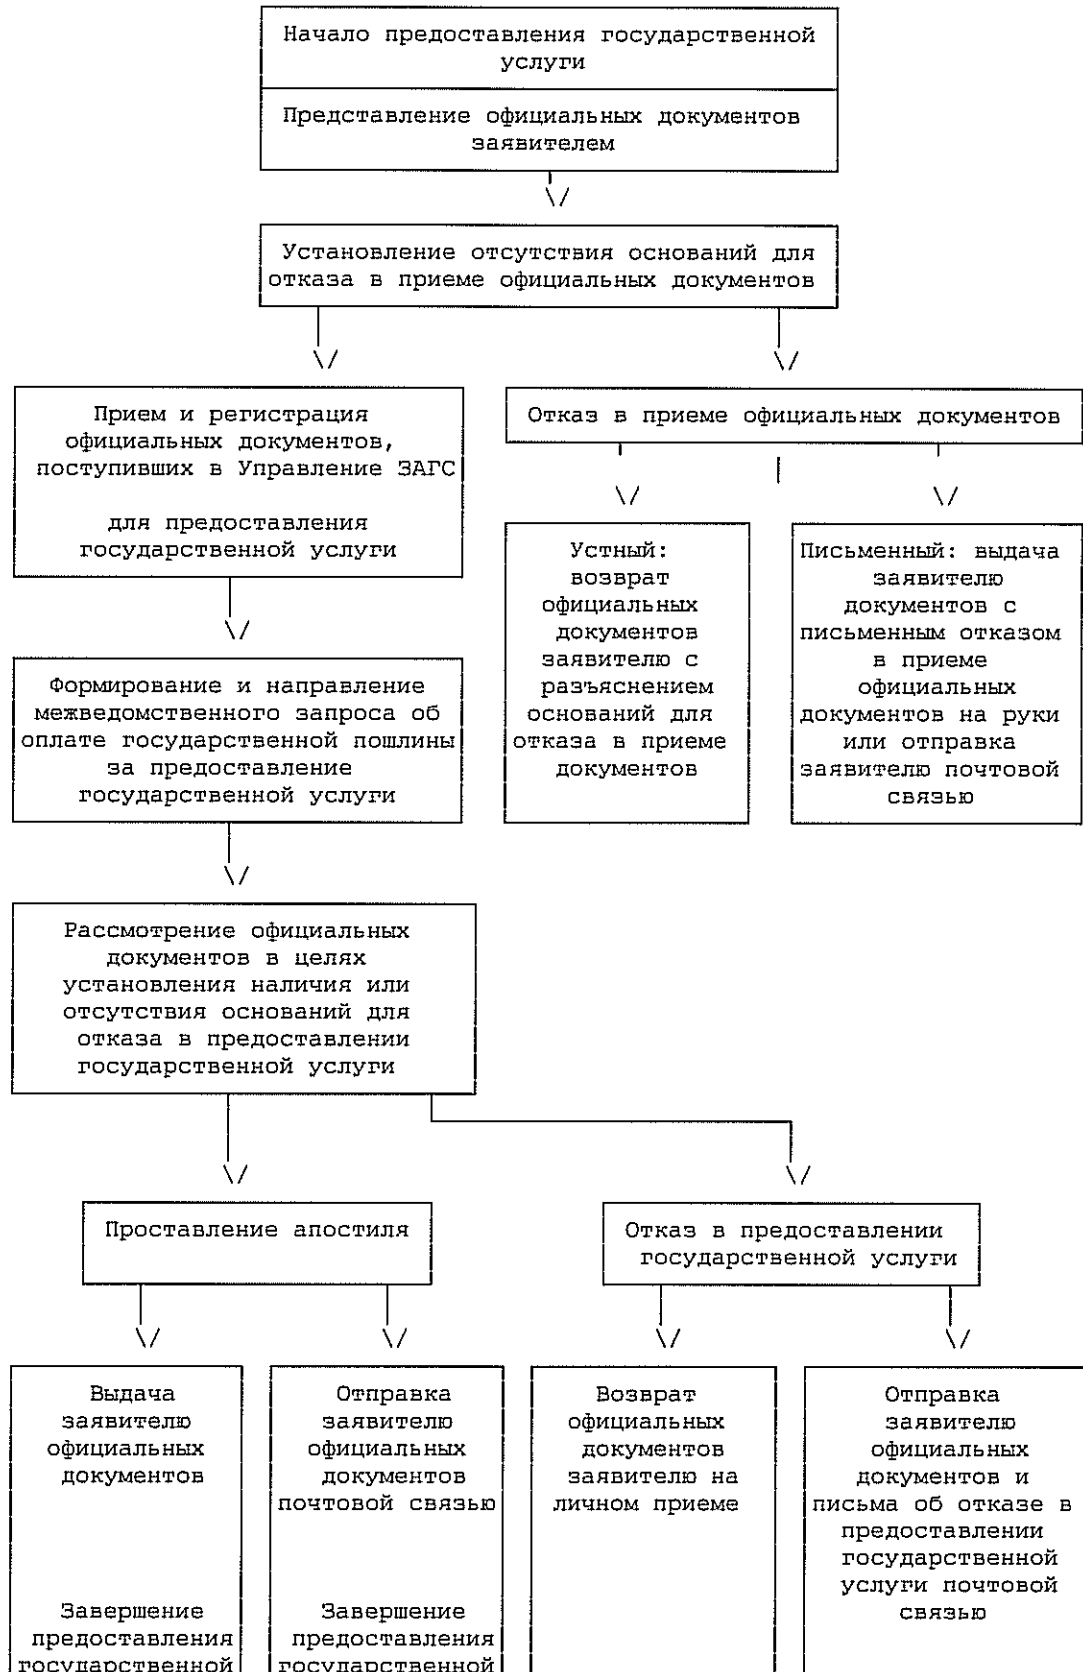 Начало предоставления государственной
услуги
Представление официальных документов
заявителем
Установление отсутствия оснований для
отказа в приеме официальных документов
Прием и регистрация
официальных документов,
поступивших в Управление ЗАГС
для предоставления
государственной услуги
Отказ в приеме официальных документов
Устный:
возврат
официальных
документов
заявителю с
разъяснением
оснований для
отказа в приеме
документов
Письменный: выдача
заявителю
документов с
письменным отказом
в приеме
официальных
документов на руки
или отправка
заявителю почтовой
связью
Формирование и направление
межведомственного запроса об
оплате государственной пошлины
за предоставление
государственной услуги
Рассмотрение официальных
документов в целях
установления наличия или
отсутствия оснований для
отказа в предоставлении
государственной услуги
Проставление апостиля
Отказ в предоставлении
государственной услуги
Выдача
заявителю
официальных
документов
Завершение
предоставления
государственной
Отправка
заявителю
официальных
документов
почтовой связью
Завершение
предоставления
государственной
Возврат
официальных
документов
заявителю на
личном приеме
Отправка
заявителю
официальных
документов и
письма об отказе в
предоставлении
государственной
услуги почтовой
связью